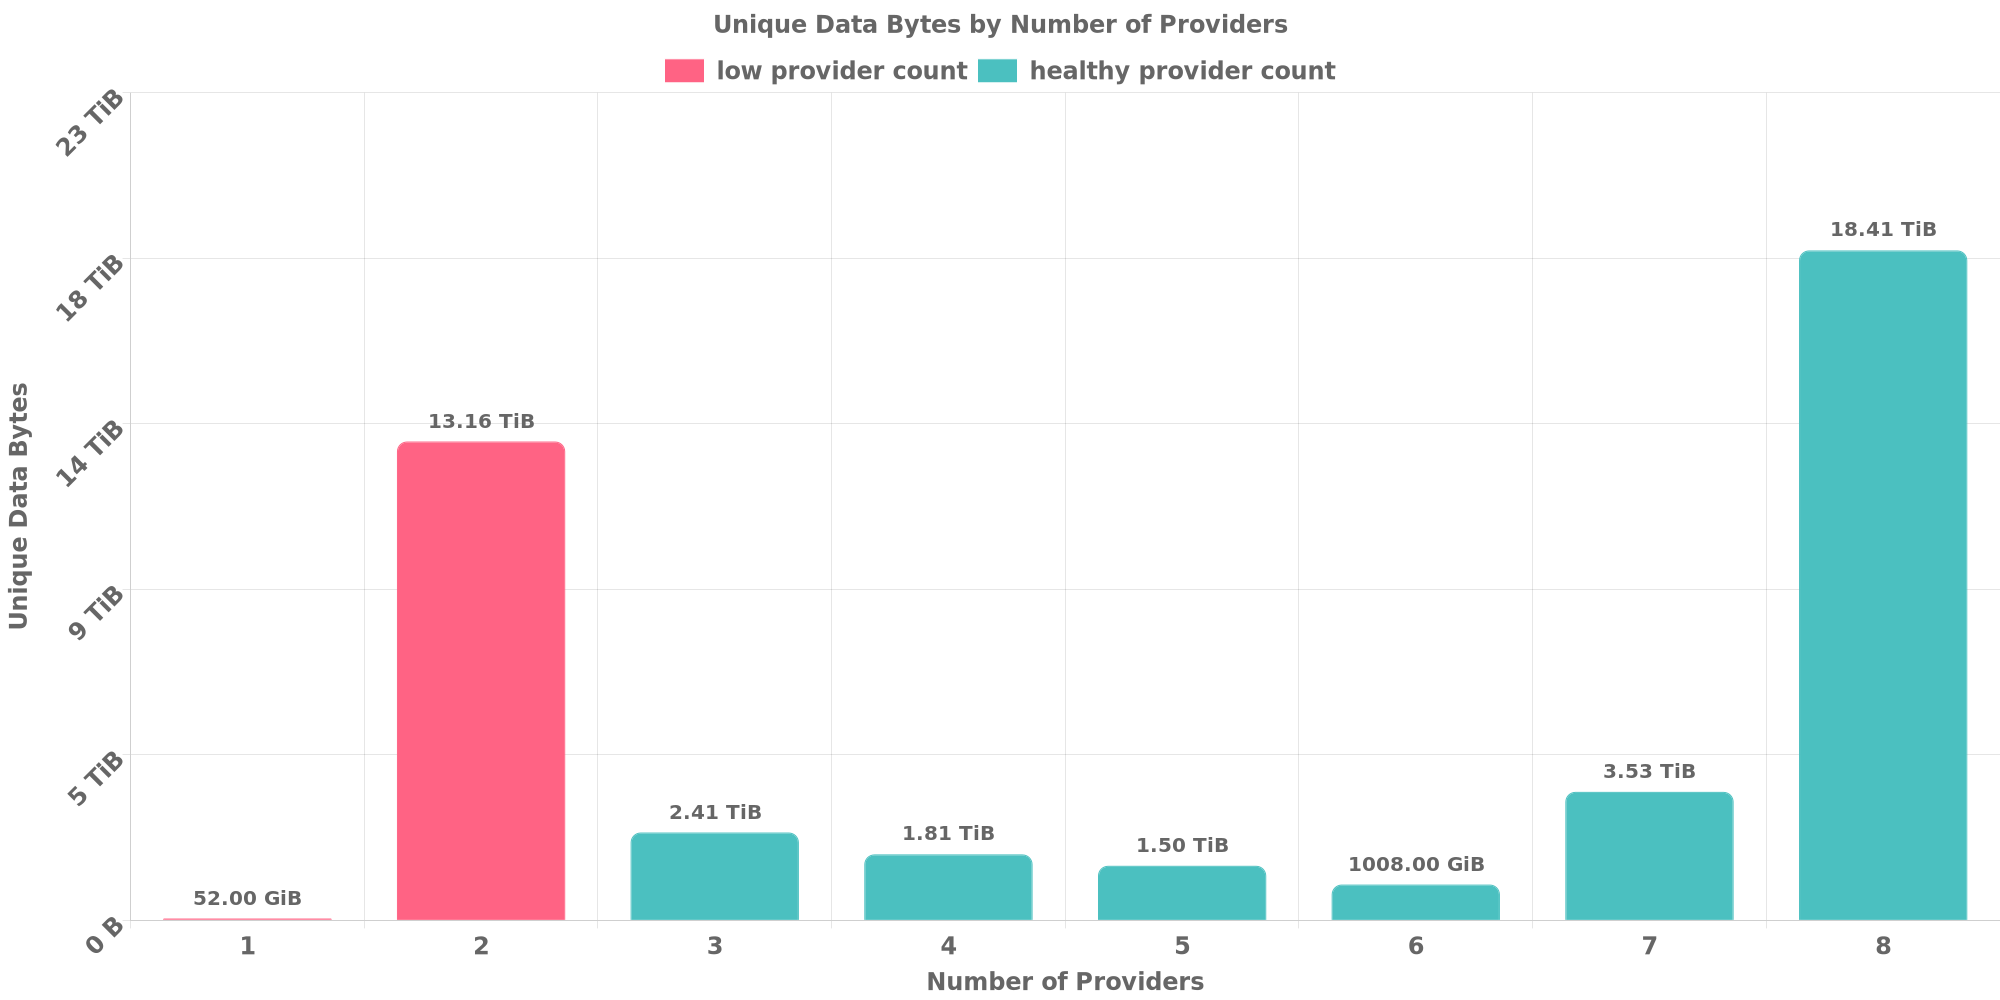 Unique Data Bytes by Number of Providers
low provider count healthy provider count
23 TiB
18 TiB
14 TiB
9 TiB
5 TiB
0 B
Unique Data Bytes
52.00 GiB
13.16 TiB
2.41 TiB
1.81 TiB
1.50 TiB
1008.00 GiB
3.53 TiB
18.41 TiB
1 2 3 4 5 6 7 8
Number of Providers